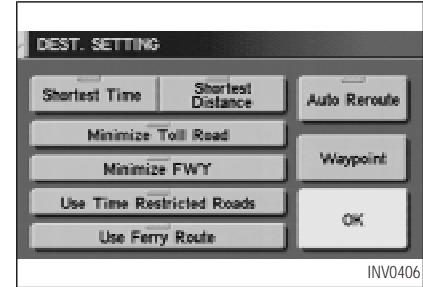 DEST. SETTING
Shortest Time
Shortest
Distance
Auto Reroute
Minimize Toll Road
Minimize FWY
Waypoint
Use Time Restricted Roads
Use Ferry Route
OK
INV0406